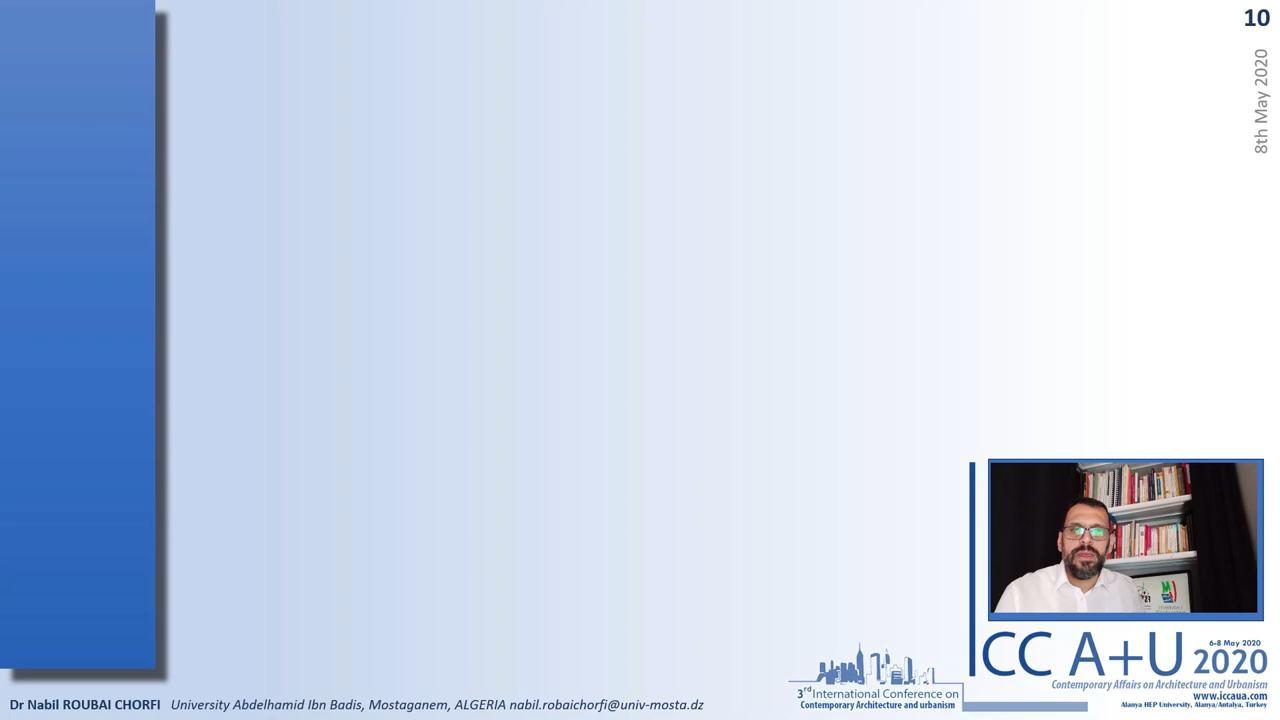 10
8th May 2020
ICC A+U 2020
6-8 May 2020
Contemporary Affairs on Architecture and Urbanism
www.iccaua.com
Alanya HEP University, Alanya/Antalya, Turkey
3rd International Conference on
Contemporary Architecture and urbanism
Dr Nabil ROUBAI CHORFI University Abdelhamid Ibn Badis, Mostaganem, ALGERIA nabil.robaichorfi@univ-mosta.dz